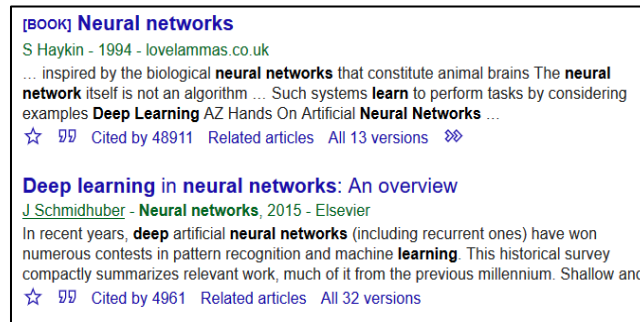 [BOOK] Neural networks
S Haykin - 1994 - lovelammas.co.uk
... inspired by the biological neural networks that constitute animal brains The neural
network itself is not an algorithm ... Such systems learn to perform tasks by considering
examples Deep Learning AZ Hands On Artificial Neural Networks ...
Cited by 48911 Related articles All 13 versions
Deep learning in neural networks: An overview
J Schmidhuber - Neural networks, 2015 - Elsevier
In recent years, deep artificial neural networks (including recurrent ones) have won
numerous contests in pattern recognition and machine learning. This historical survey
compactly summarizes relevant work, much of it from the previous millennium. Shallow and
Cited by 4961 Related articles All 32 versions